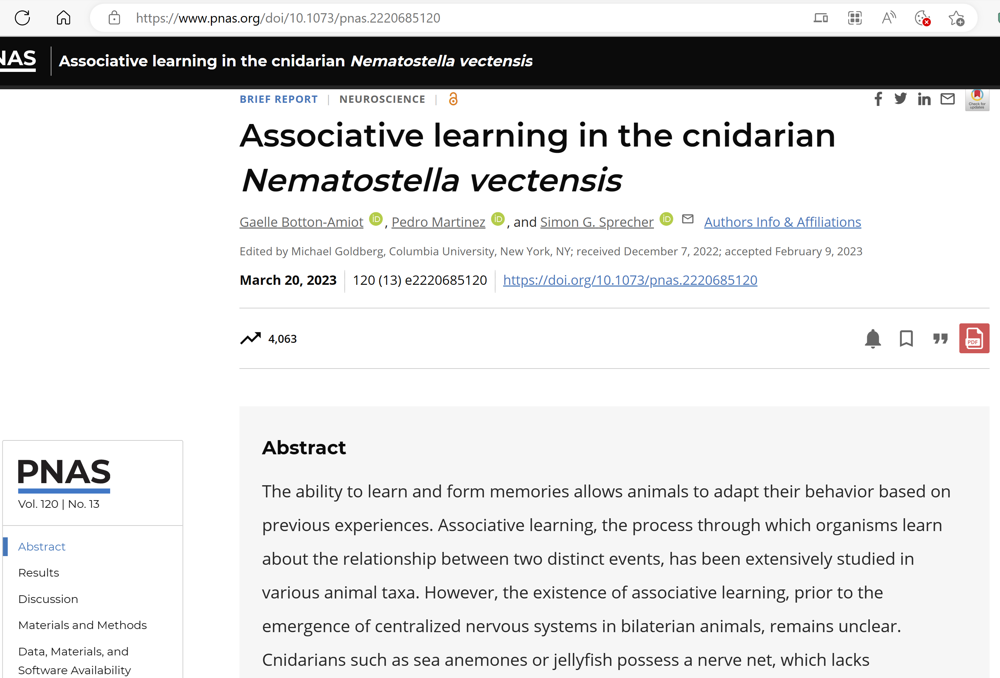 https://www.pnas.org/doi/10.1073/pnas.2220685120
NAS | Associative learning in the cnidarian Nematostella vectensis
BRIEF REPORT | NEUROSCIENCE |
Check for
updates
Associative learning in the cnidarian
Nematostella vectensis
Gaelle Botton-Amiot iD, Pedro Martinez iD, and Simon G. Sprecher iD Authors Info & Affiliations
Edited by Michael Goldberg, Columbia University, New York, NY; received December 7, 2022; accepted February 9, 2023
March 20, 2023 | 120 (13) e2220685120 | https://doi.org/10.1073/pnas.2220685120
4,063
PDF
PNAS
Vol. 120 | No. 13
Abstract
Results
Discussion
Materials and Methods
Data, Materials, and
Software Availability
Abstract
The ability to learn and form memories allows animals to adapt their behavior based on
previous experiences. Associative learning, the process through which organisms learn
about the relationship between two distinct events, has been extensively studied in
various animal taxa. However, the existence of associative learning, prior to the
emergence of centralized nervous systems in bilaterian animals, remains unclear.
Cnidarians such as sea anemones or jellyfish possess a nerve net, which lacks